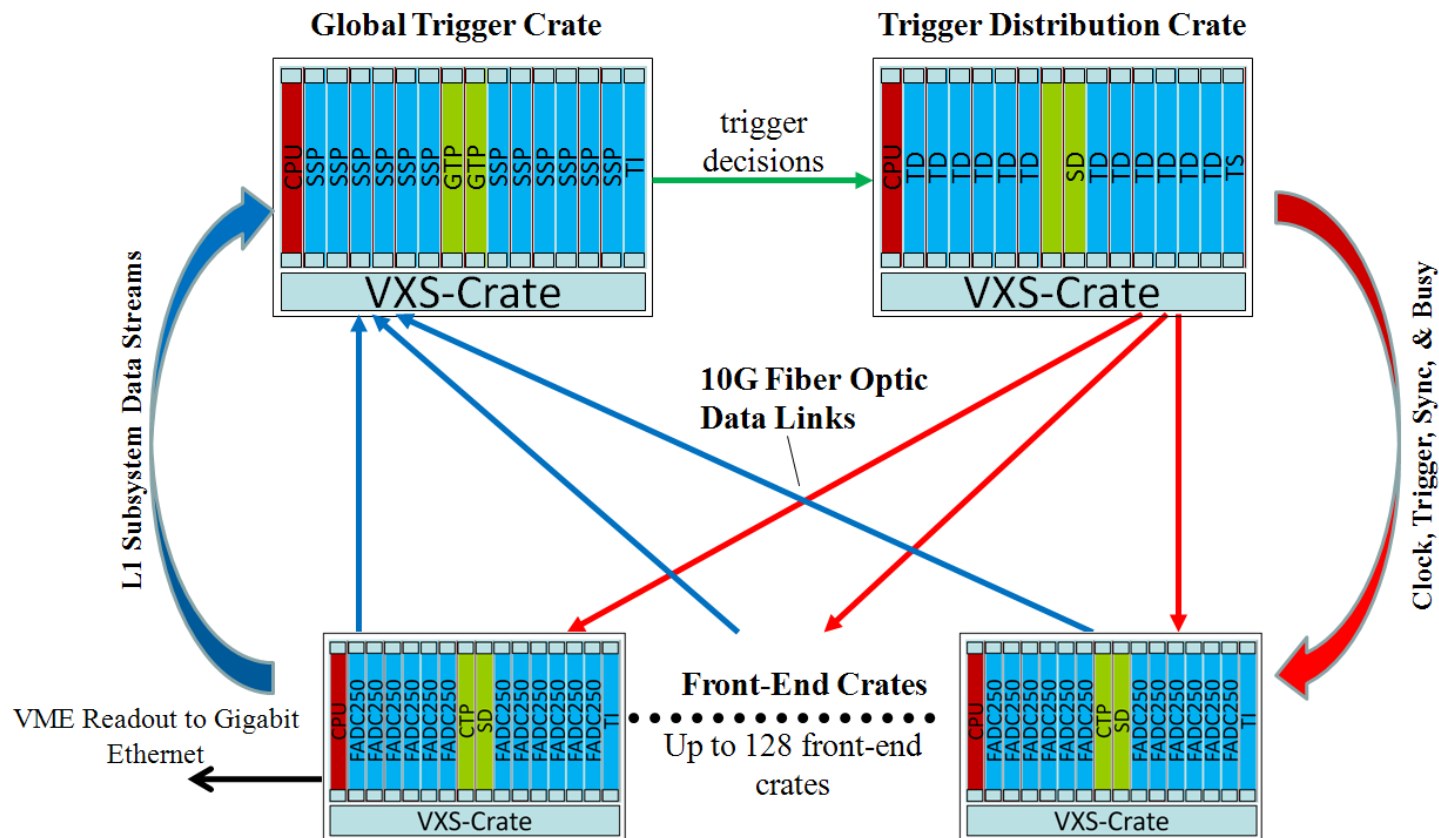 Global Trigger Crate
Trigger Distribution Crate
CPU
SSP
SSP
SSP
SSP
SSP
SSP
GTP
GTP
SSP
SSP
SSP
SSP
SSP
SSP
TI
VXS-Crate
trigger
decisions
CPU
TD
TD
TD
TD
TD
TD
SD
TD
TD
TD
TD
TD
TD
TS
VXS-Crate
L1 Subsystem Data Streams
10G Fiber Optic
Data Links
Clock, Trigger, Sync, & Busy
VME Readout to Gigabit
Ethernet
CPU
FADC250
FADC250
FADC250
FADC250
FADC250
FADC250
CTP
SD
FADC250
FADC250
FADC250
FADC250
FADC250
FADC250
TI
VXS-Crate
Front-End Crates
Up to 128 front-end
crates
CPU
FADC250
FADC250
FADC250
FADC250
FADC250
FADC250
CTP
SD
FADC250
FADC250
FADC250
FADC250
FADC250
FADC250
TI
VXS-Crate